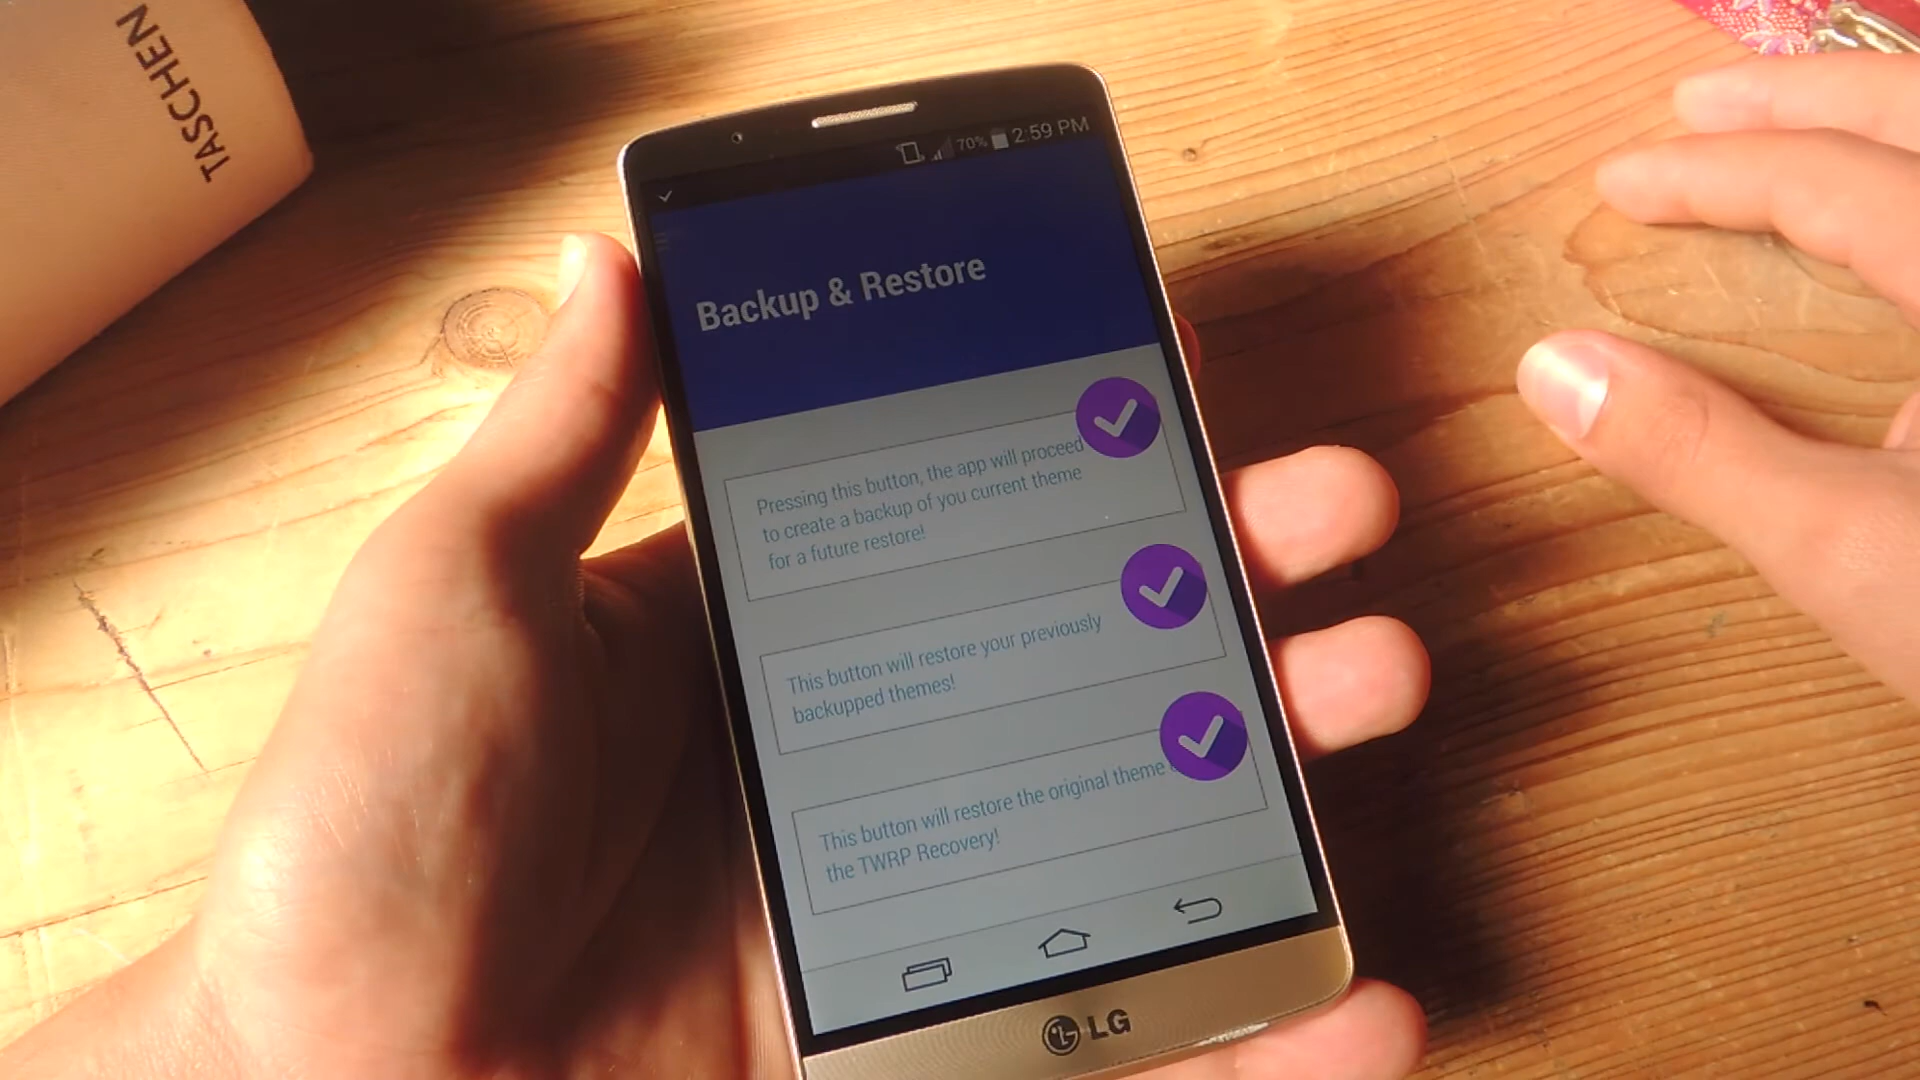 TASCHEN
70% 2:59 PM
Backup & Restore
Pressing this button, the app will proceed
to create a backup of you current theme
for a future restore!
This button will restore your previously
backupped themes!
This button will restore the original theme
the TWRP Recovery!
LG